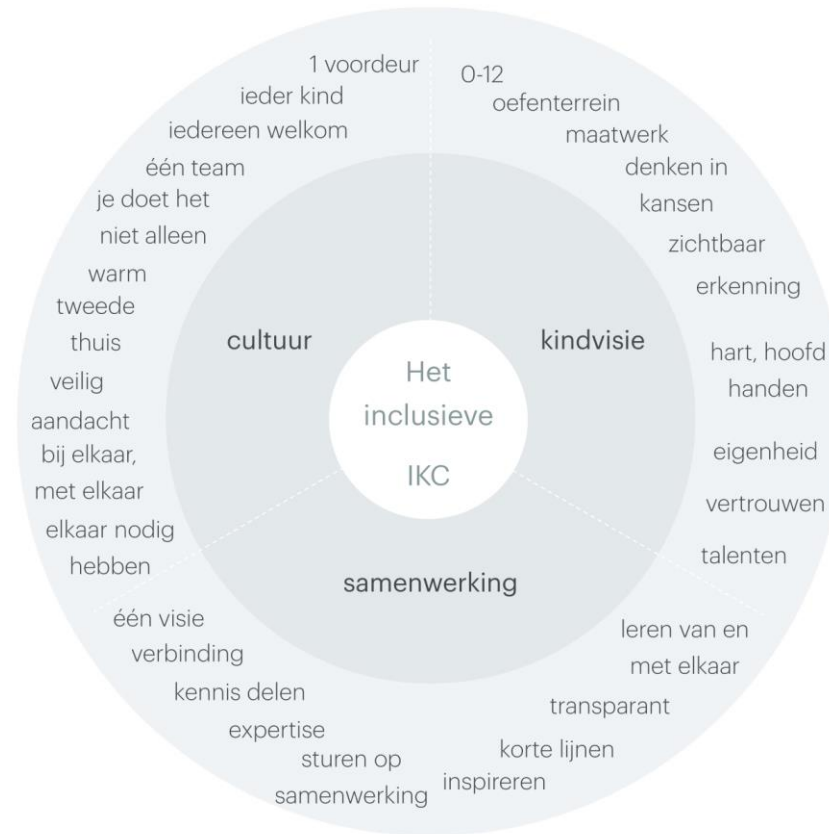 1 voordeur
ieder kind
iedereen welkom
één team
je doet het
niet alleen
warm
tweede
thuis
veilig
aandacht
bij elkaar,
met elkaar
elkaar nodig
hebben
cultuur
0-12
oefenterrein
maatwerk
denken in
kansen
zichtbaar
erkenning
hart, hoofd
handen
eigenheid
vertrouwen
talenten
kindvisie
Het
inclusieve
IKC
samenwerking
één visie
verbinding
kennis delen
expertise
sturen op
samenwerking
leren van en
met elkaar
transparant
korte lijnen
inspireren